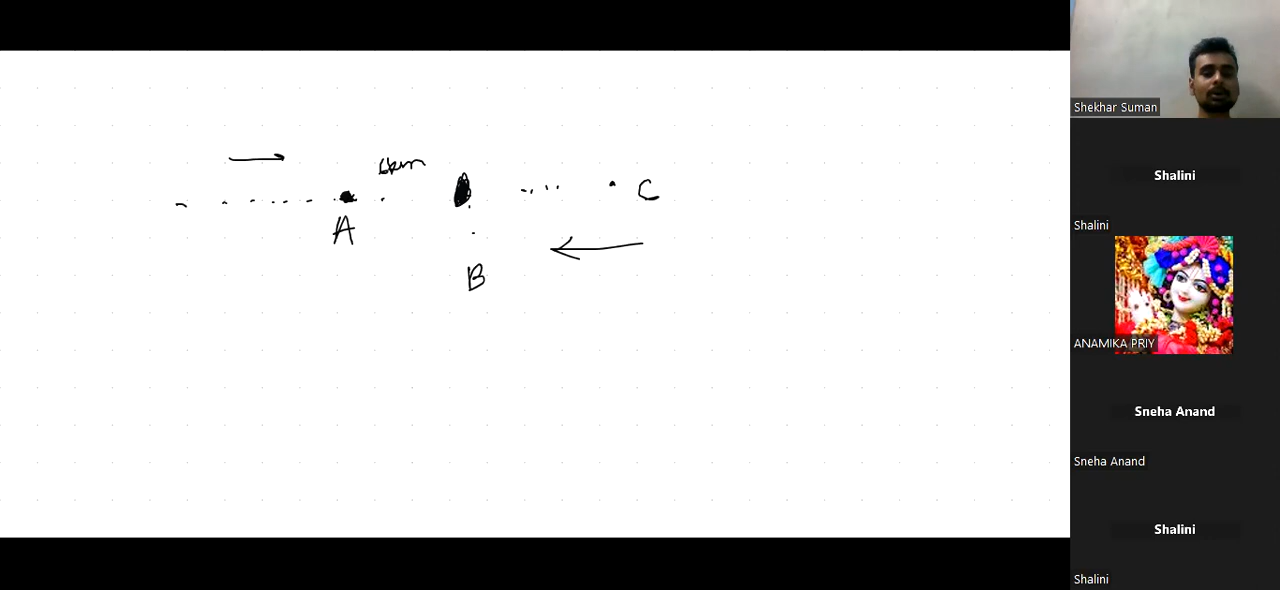 Shekhar Suman
Shalini
Shalini
A
C
B
ANAMIKA PRIY
Sneha Anand
Sneha Anand
Shalini
Shalini